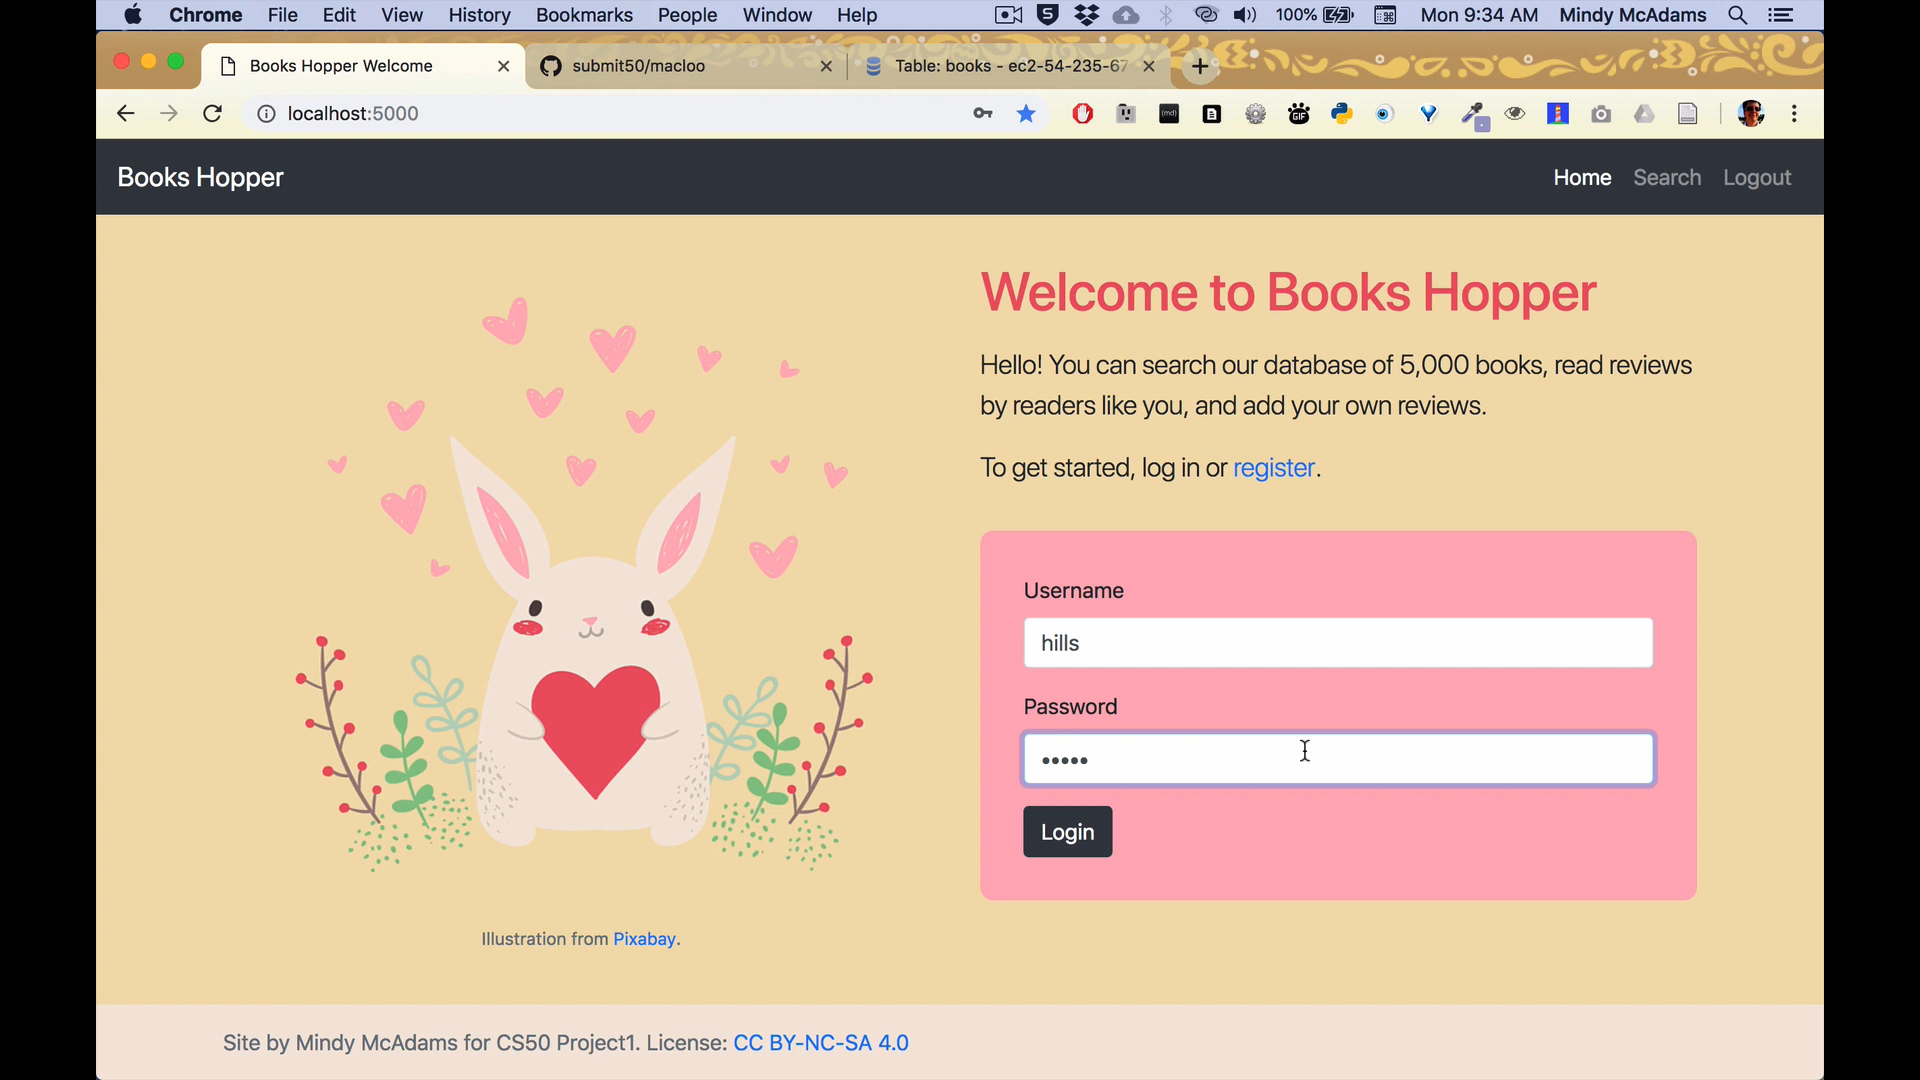 Chrome File Edit View History Bookmarks People Window Help 100% Mon 9:34 AM Mindy McAdams
Books Hopper Welcome submit50/macloo Table: books - ec2-54-235-67
localhost:5000
Books Hopper Home Search Logout
Welcome to Books Hopper
Hello! You can search our database of 5,000 books, read reviews
by readers like you, and add your own reviews.
To get started, log in or register.
Username
hills
Password
•••••
Login
Illustration from Pixabay.
Site by Mindy McAdams for CS50 Project1. License: CC BY-NC-SA 4.0